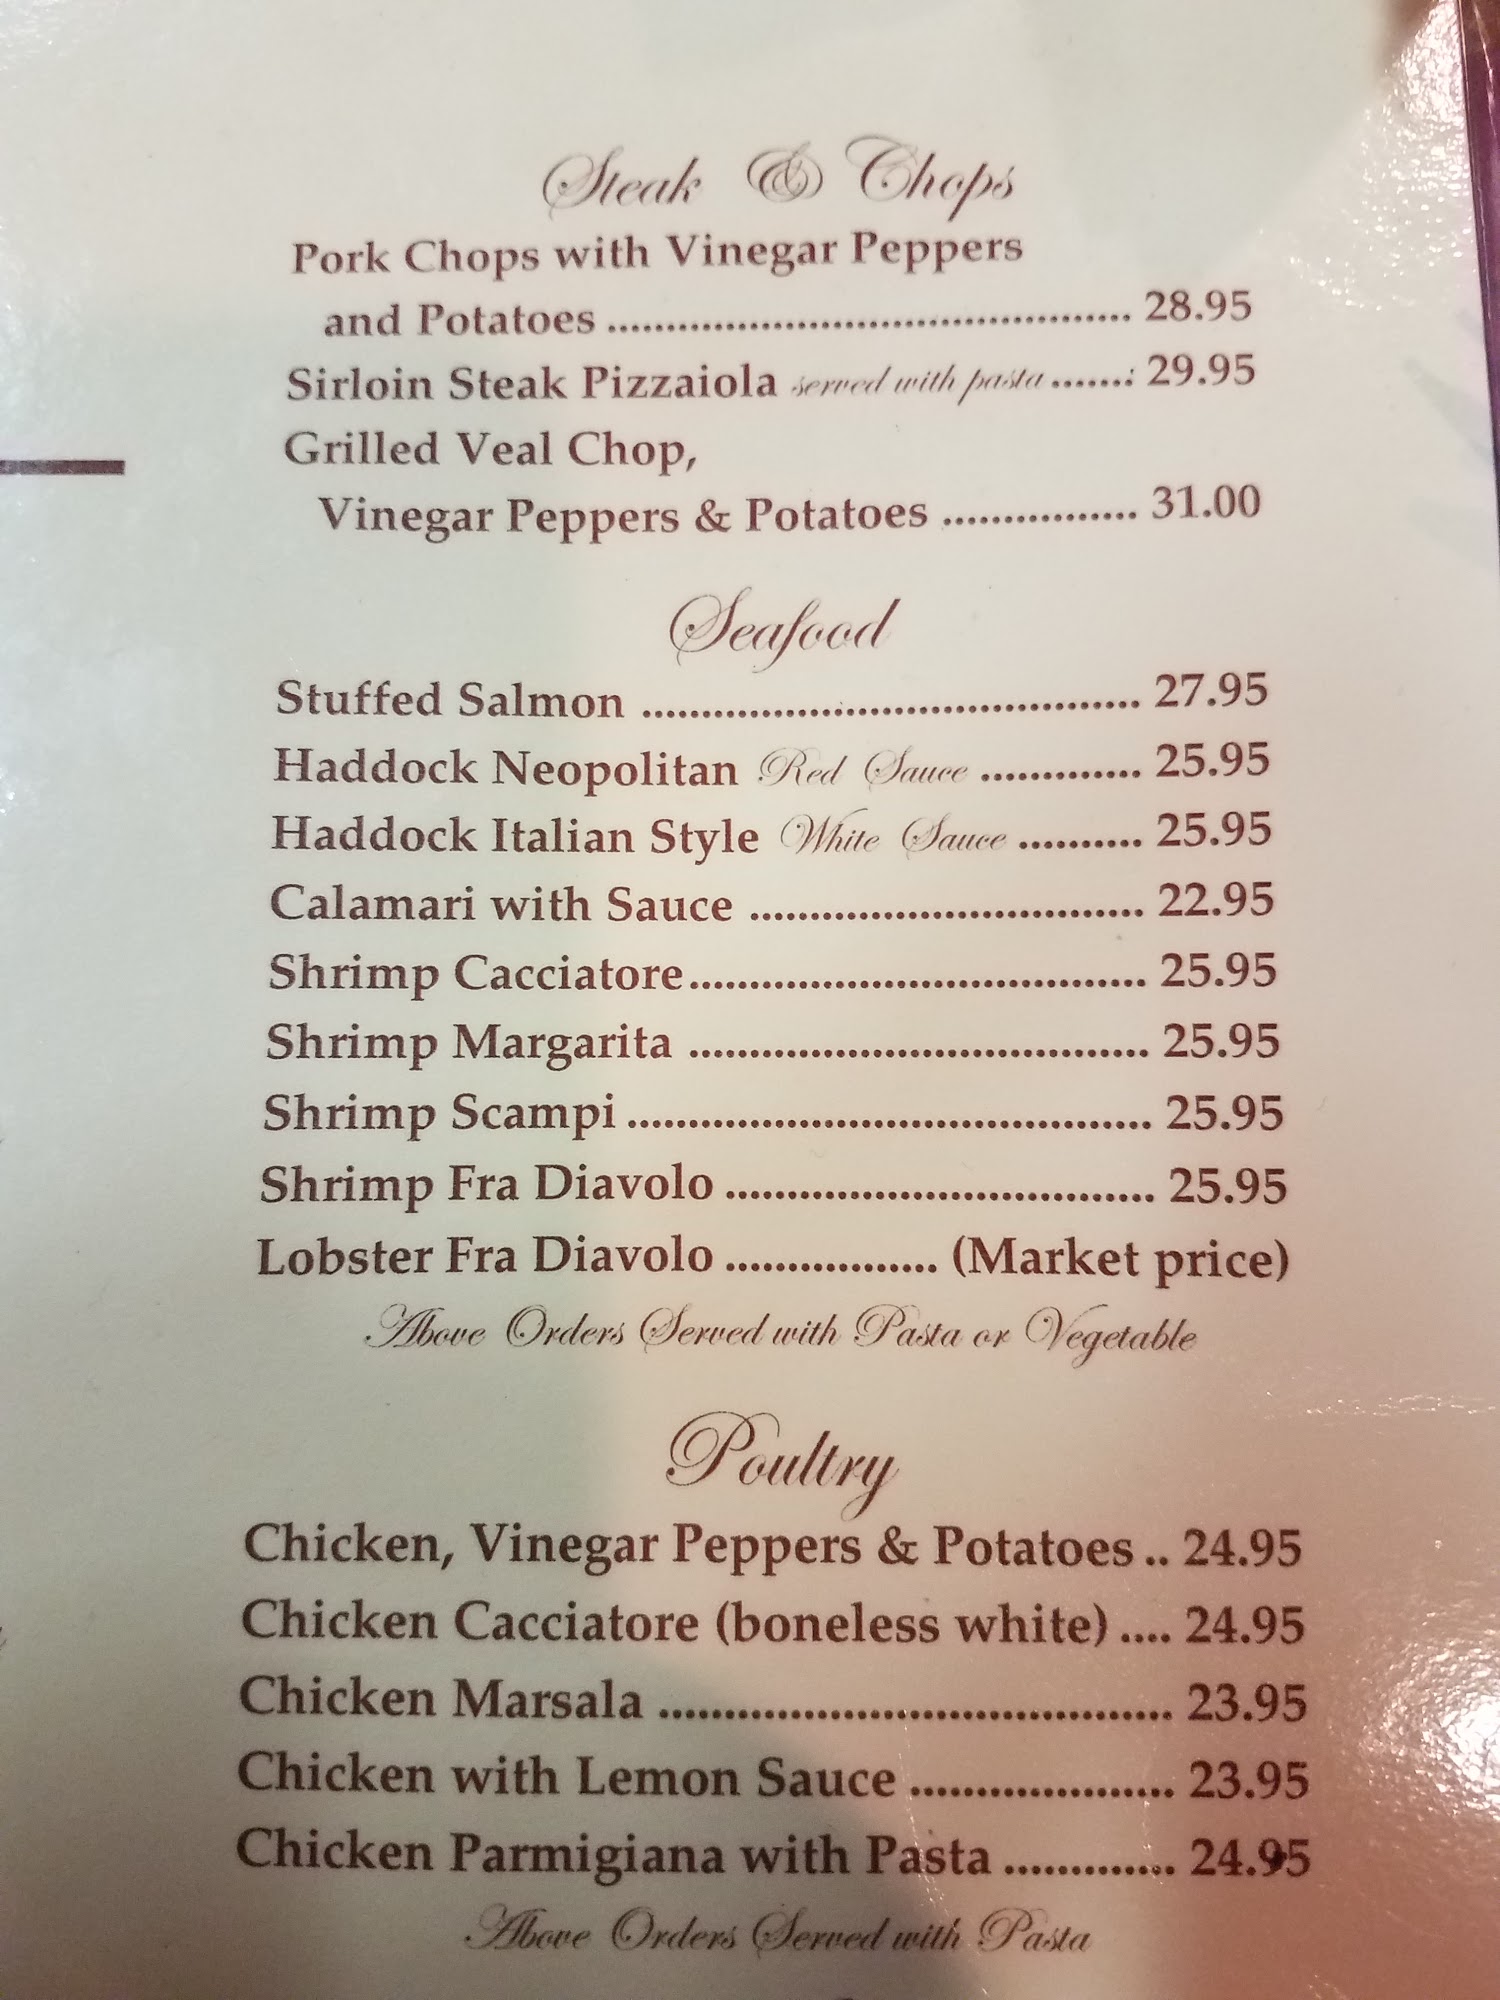 Steak & Chops
Pork Chops with Vinegar Peppers
and Potatoes ............................................. 28.95
Sirloin Steak Pizzaiola served with pasta ....... 29.95
Grilled Veal Chop,
Vinegar Peppers & Potatoes ................ 31.00
Seafood
Stuffed Salmon .......................................... 27.95
Haddock Neopolitan Red Sauce ............. 25.95
Haddock Italian Style White Sauce .......... 25.95
Calamari with Sauce ................................. 22.95
Shrimp Cacciatore...................................... 25.95
Shrimp Margarita ...................................... 25.95
Shrimp Scampi ........................................... 25.95
Shrimp Fra Diavolo ................................... 25.95
Lobster Fra Diavolo ................. (Market price)
Above Orders Served with Pasta or Vegetable
Poultry
Chicken, Vinegar Peppers & Potatoes .. 24.95
Chicken Cacciatore (boneless white) .... 24.95
Chicken Marsala ....................................... 23.95
Chicken with Lemon Sauce .................... 23.95
Chicken Parmigiana with Pasta ............. 24.95
Above Orders Served with Pasta